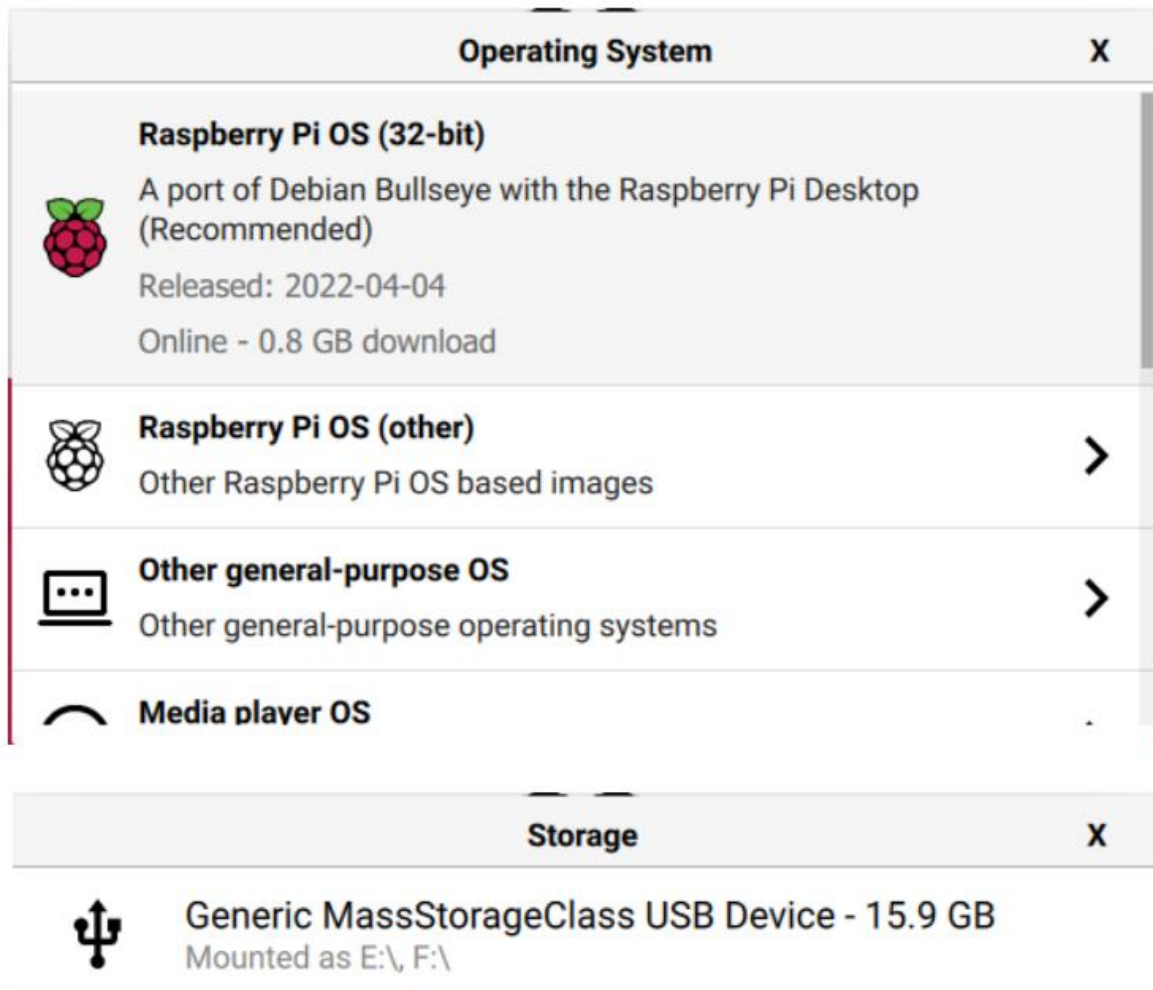 Operating System X
Raspberry Pi OS (32-bit)
A port of Debian Bullseye with the Raspberry Pi Desktop
(Recommended)
Released: 2022-04-04
Online - 0.8 GB download
Raspberry Pi OS (other)
Other Raspberry Pi OS based images
Other general-purpose OS
Other general-purpose operating systems
Media player OS
Storage X
Generic MassStorageClass USB Device - 15.9 GB
Mounted as E:\, F:\